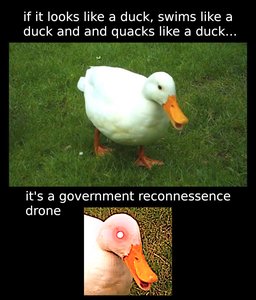 if it looks like a duck, swims like a
duck and and quacks like a duck...
it's a government reconnessence
drone